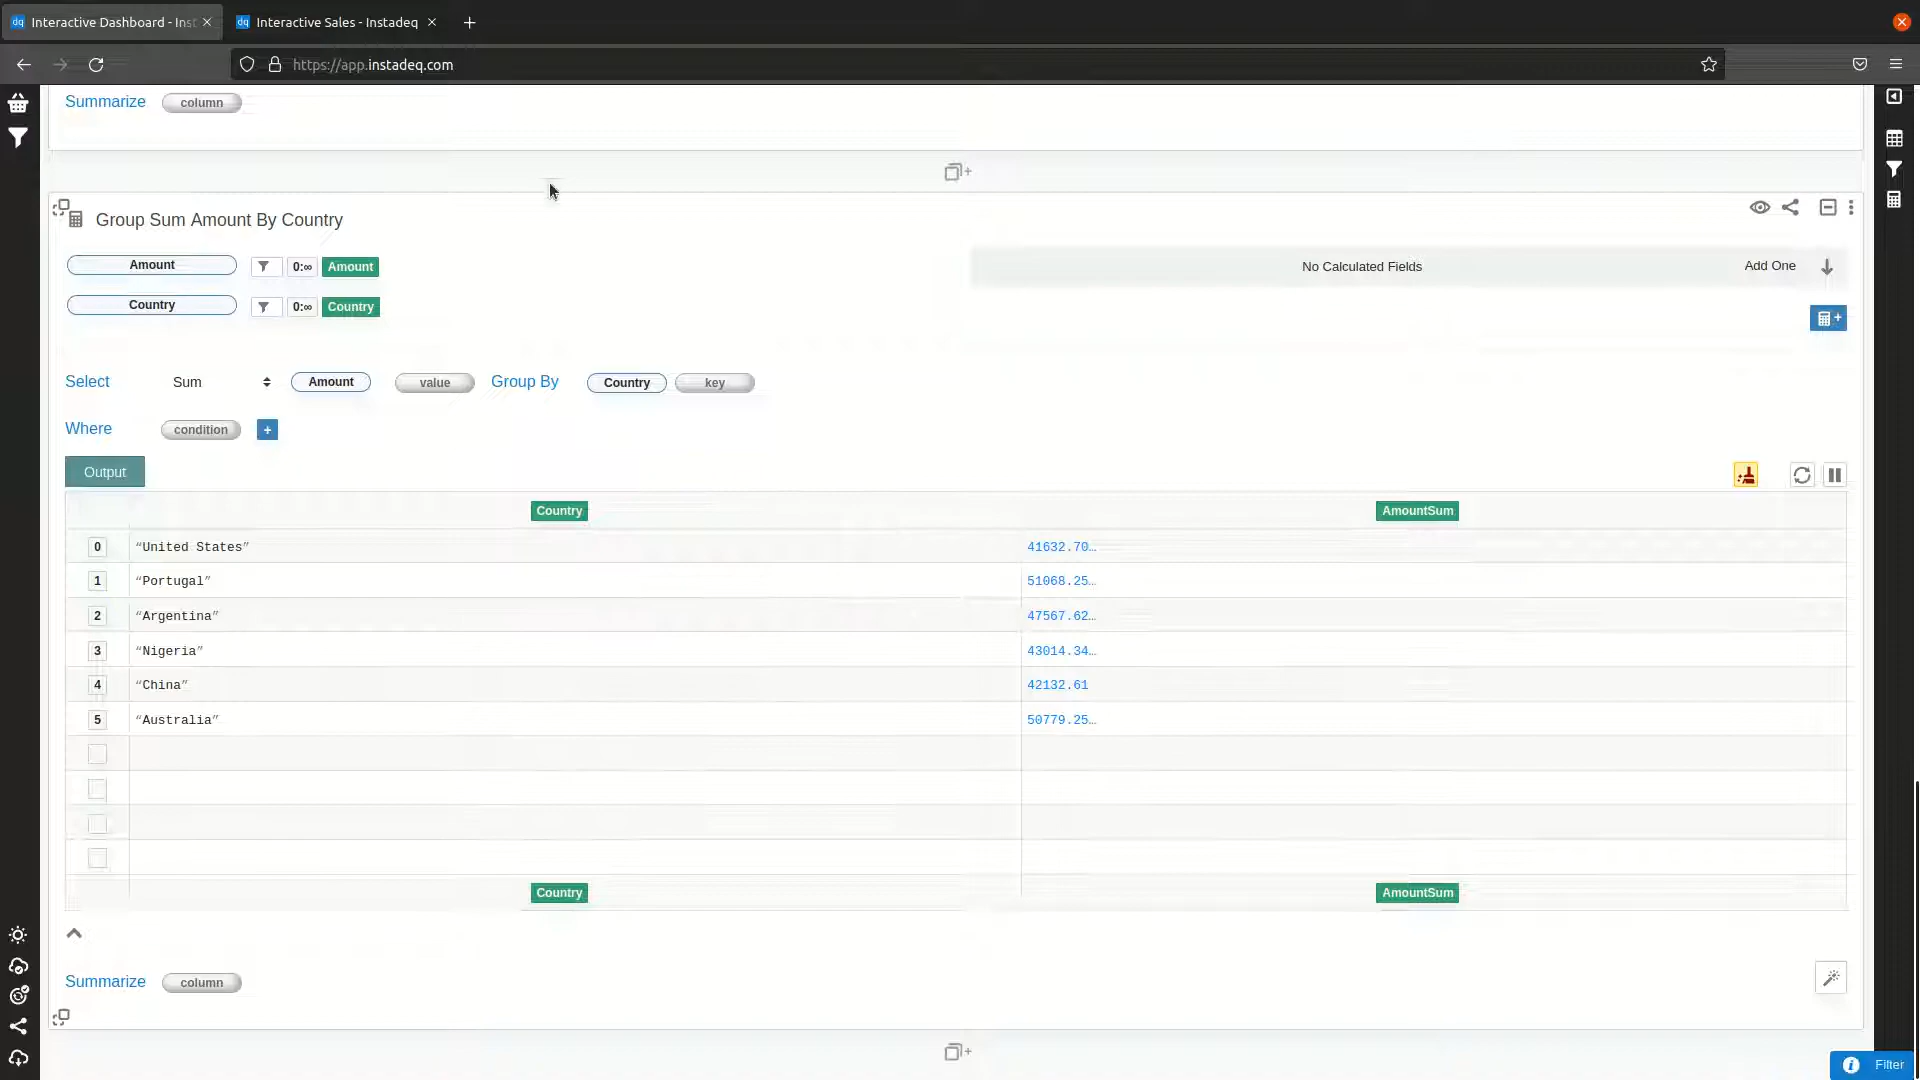 Interactive Dashboard - Inst
Interactive Sales - Instadeq
https://app.instadeq.com
Summarize column
Group Sum Amount By Country
Amount 0:∞ Amount
No Calculated Fields Add One
Country 0:∞ Country
Select Sum Amount value Group By Country key
Where condition +
Output
Country AmountSum
0 “United States” 41632.70…
1 “Portugal” 51068.25…
2 “Argentina” 47567.62…
3 “Nigeria” 43014.34…
4 “China” 42132.61
5 “Australia” 50779.25…
Country AmountSum
Summarize column
Filter